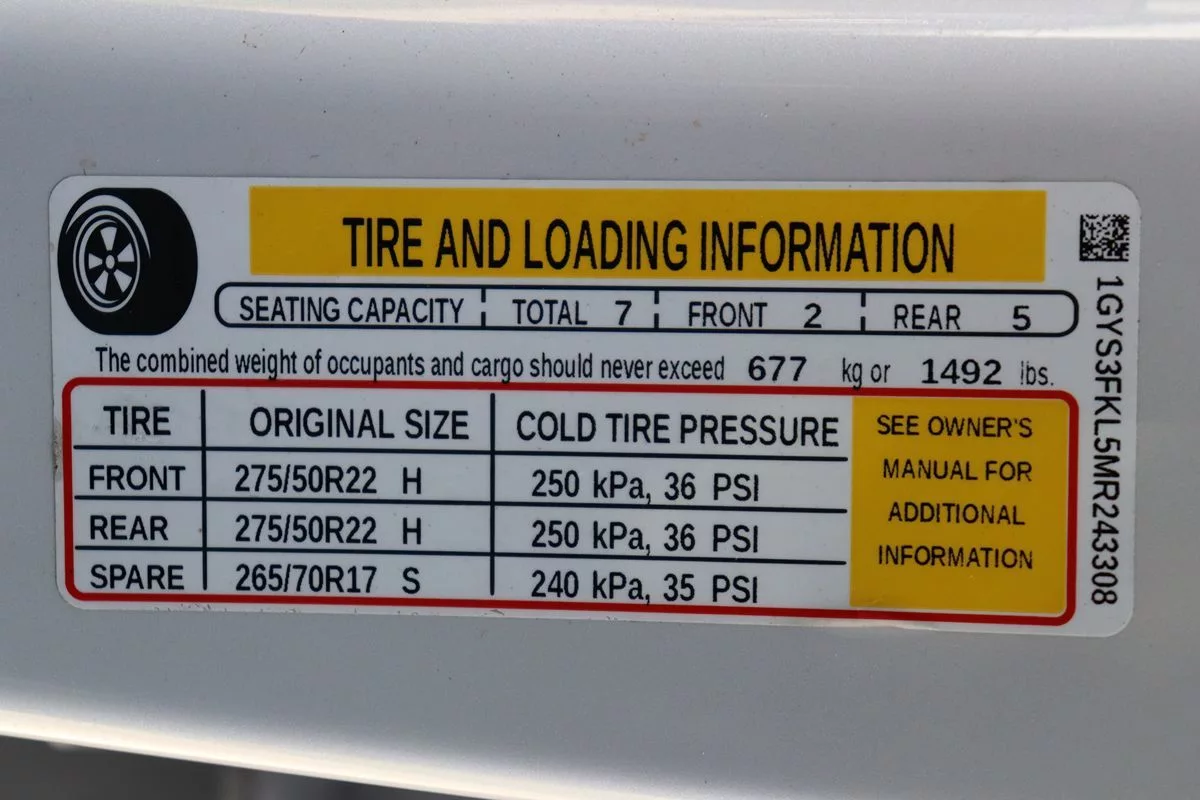 TIRE AND LOADING INFORMATION
SEATING CAPACITY TOTAL 7 FRONT 2 REAR 5
The combined weight of occupants and cargo should never exceed 677 kg or 1492 lbs.
TIRE ORIGINAL SIZE COLD TIRE PRESSURE
FRONT 275/50R22 H 250 kPa, 36 PSI
REAR 275/50R22 H 250 kPa, 36 PSI
SPARE 265/70R17 S 240 kPa, 35 PSI
SEE OWNER'S
MANUAL FOR
ADDITIONAL
INFORMATION
1GYS3FKL5MR243308